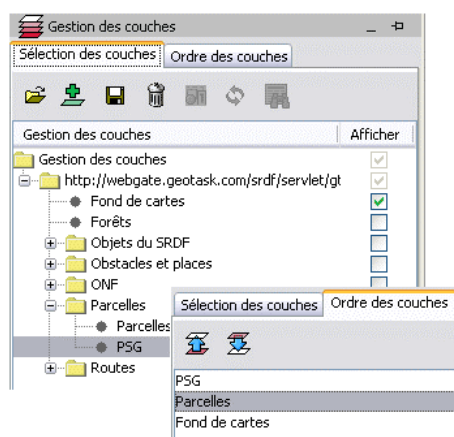 Gestion des couches
Sélection des couches Ordre des couches
Gestion des couches Afficher
Gestion des couches
http://webgate.geotask.com/srdf/servlet/gt
Fond de cartes
Forêts
Objets du SRDF
Obstacles et places
ONF
Parcelles
Parcelles
PSG
Routes
Sélection des couches Ordre des couches
PSG
Parcelles
Fond de cartes